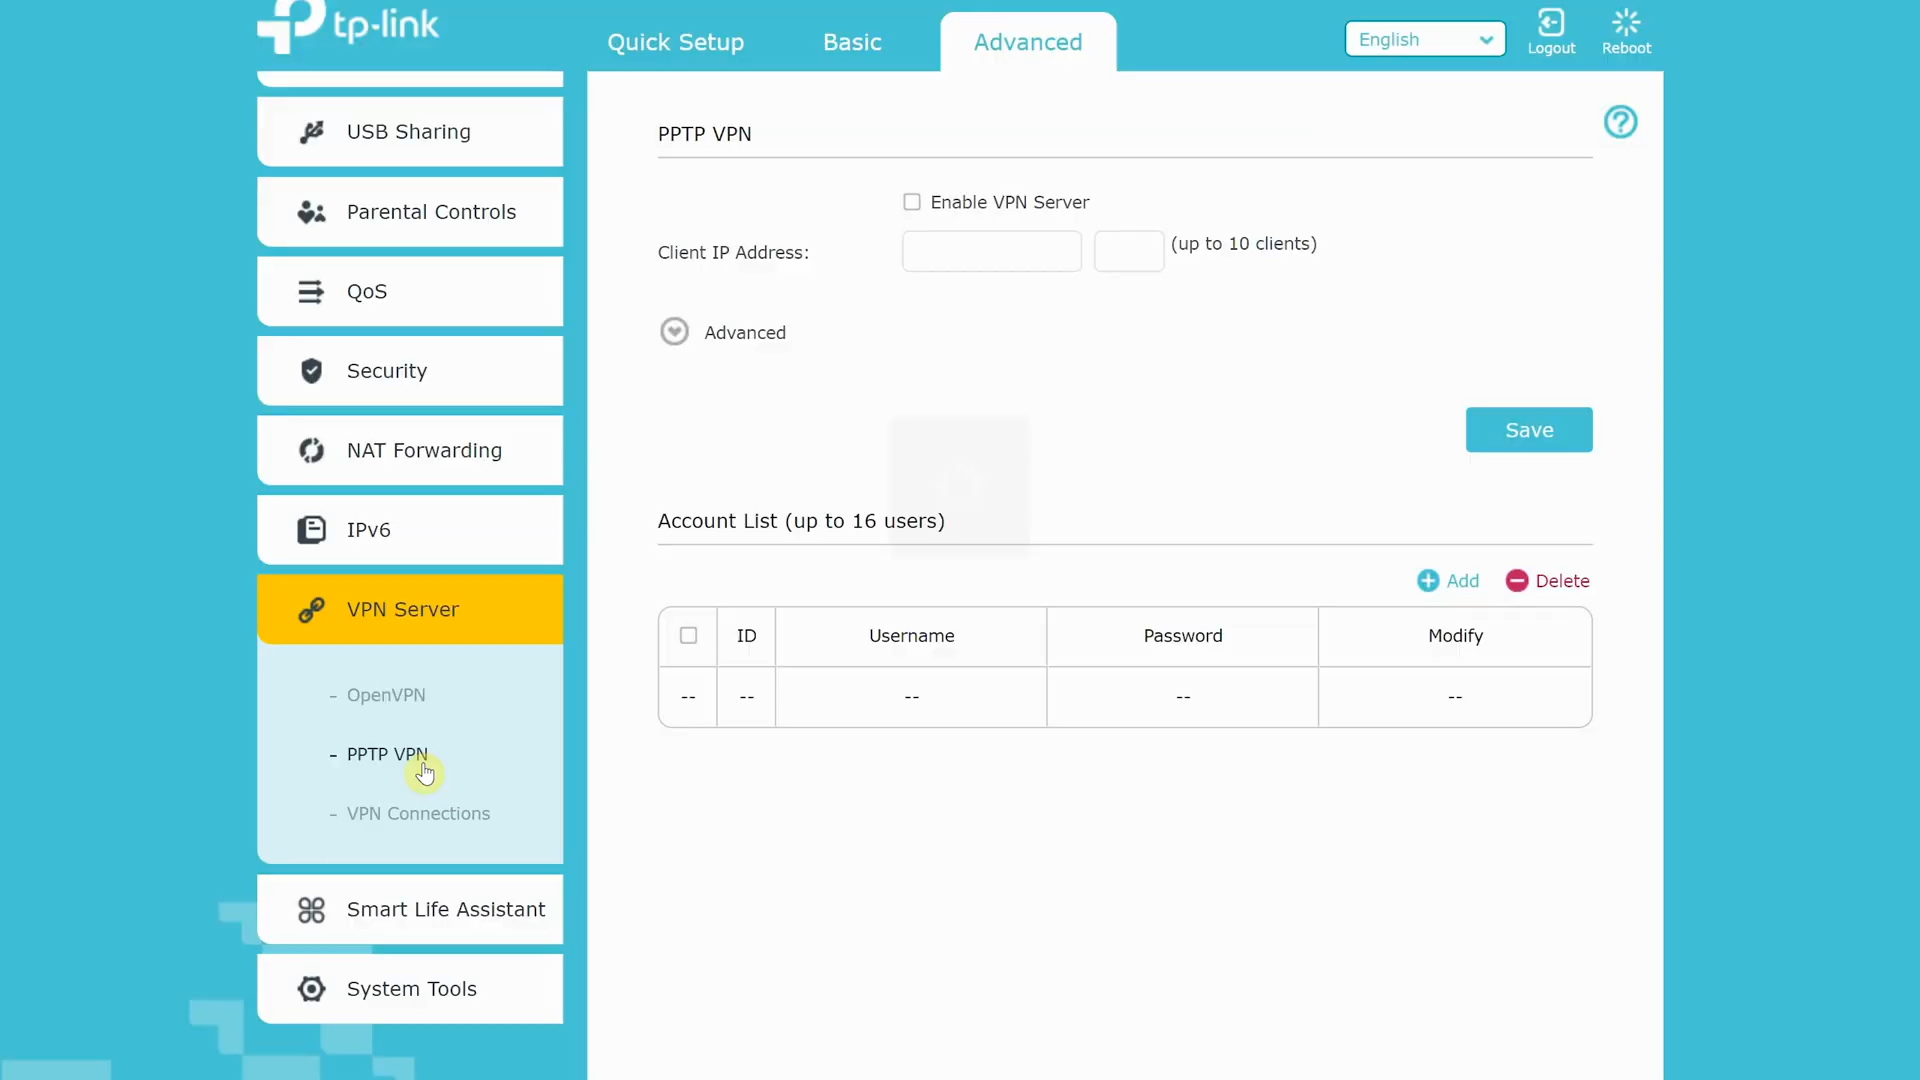 tp-link
Quick Setup
Basic
Advanced
English
Logout
Reboot
USB Sharing
Parental Controls
QoS
Security
NAT Forwarding
IPv6
VPN Server
- OpenVPN
- PPTP VPN
- VPN Connections
Smart Life Assistant
System Tools
PPTP VPN
?
Enable VPN Server
Client IP Address:
(up to 10 clients)
Advanced
Save
Account List (up to 16 users)
Add
Delete
ID Username Password Modify
-- -- -- -- --